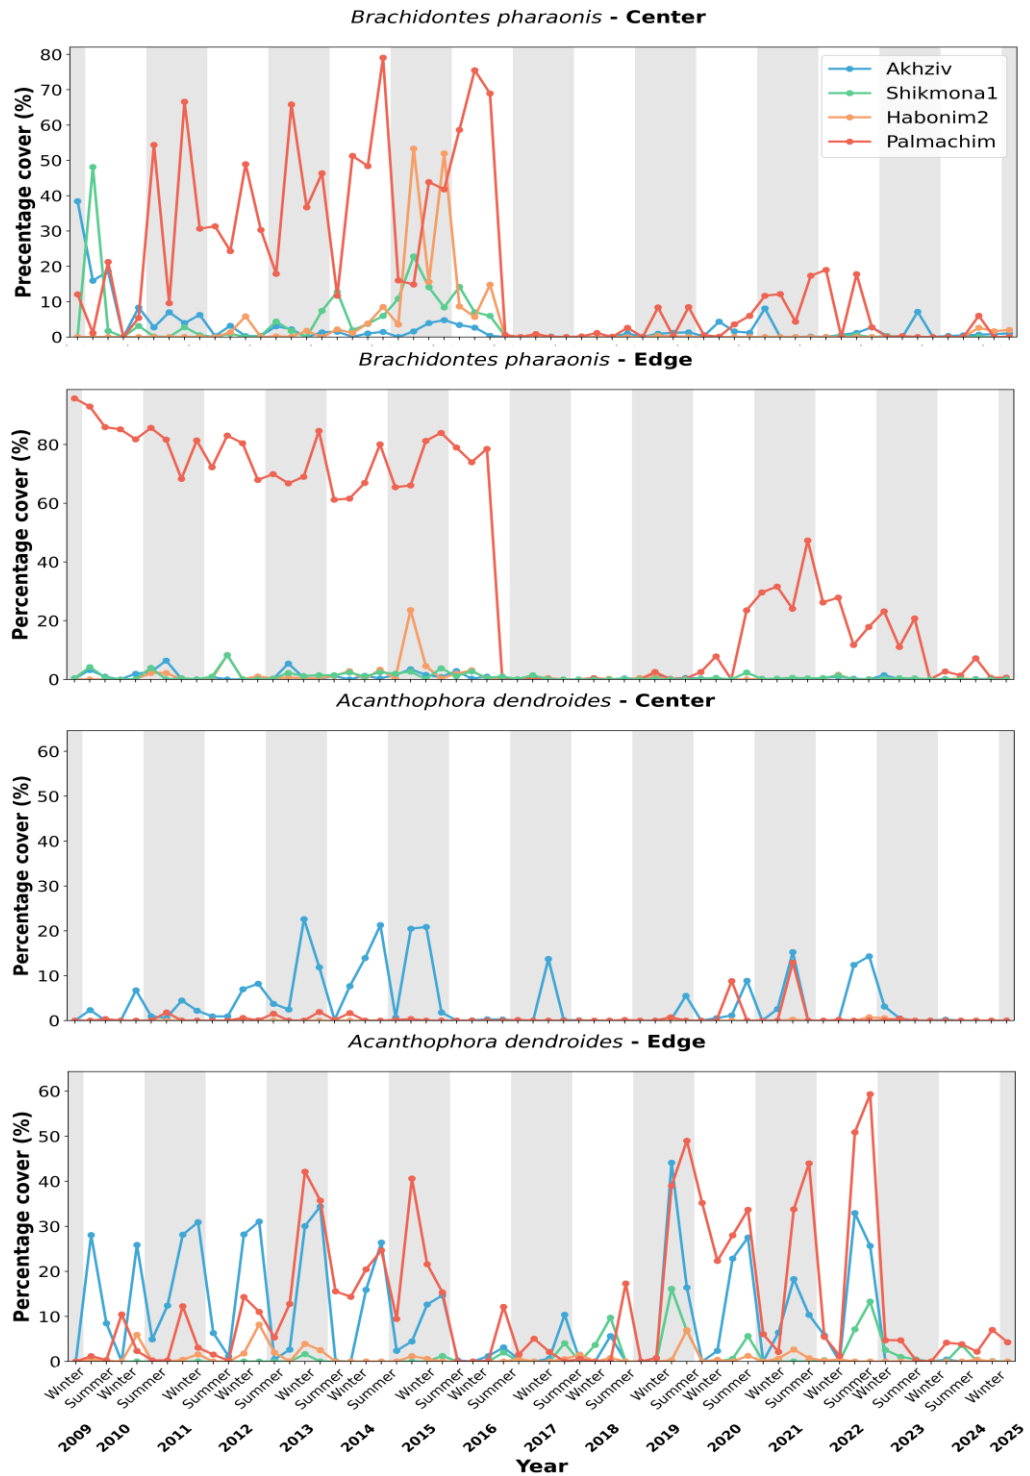 Brachidontes pharaonis - Center
Precentage cover (%)
80
70
60
50
40
30
20
10
0
Akhziv
Shikmona1
Habonim2
Palmachim
Brachidontes pharaonis - Edge
Percentage cover (%)
80
60
40
20
0
Acanthophora dendroides - Center
Percentage cover (%)
60
50
40
30
20
10
0
Acanthophora dendroides - Edge
Percentage cover (%)
60
50
40
30
20
10
0
Winter Summer Winter Summer Winter Summer Winter Summer Winter Summer Winter Summer Winter Summer Winter Summer Winter Summer Winter Summer Winter Summer Winter Summer Winter Summer Winter Summer Winter Summer Winter Summer Winter
2009 2010 2011 2012 2013 2014 2015 2016 2017 2018 2019 2020 2021 2022 2023 2024 2025
Year